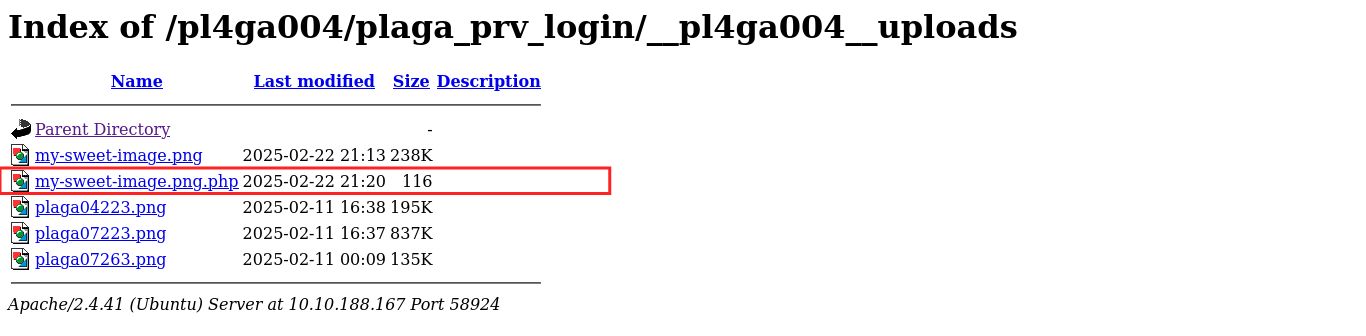 Index of /pl4ga004/plaga_prv_login/__pl4ga004__uploads
Name Last modified Size Description
Parent Directory -
my-sweet-image.png 2025-02-22 21:13 238K
my-sweet-image.png.php 2025-02-22 21:20 116
plaga04223.png 2025-02-11 16:38 195K
plaga07223.png 2025-02-11 16:37 837K
plaga07263.png 2025-02-11 00:09 135K
Apache/2.4.41 (Ubuntu) Server at 10.10.188.167 Port 58924